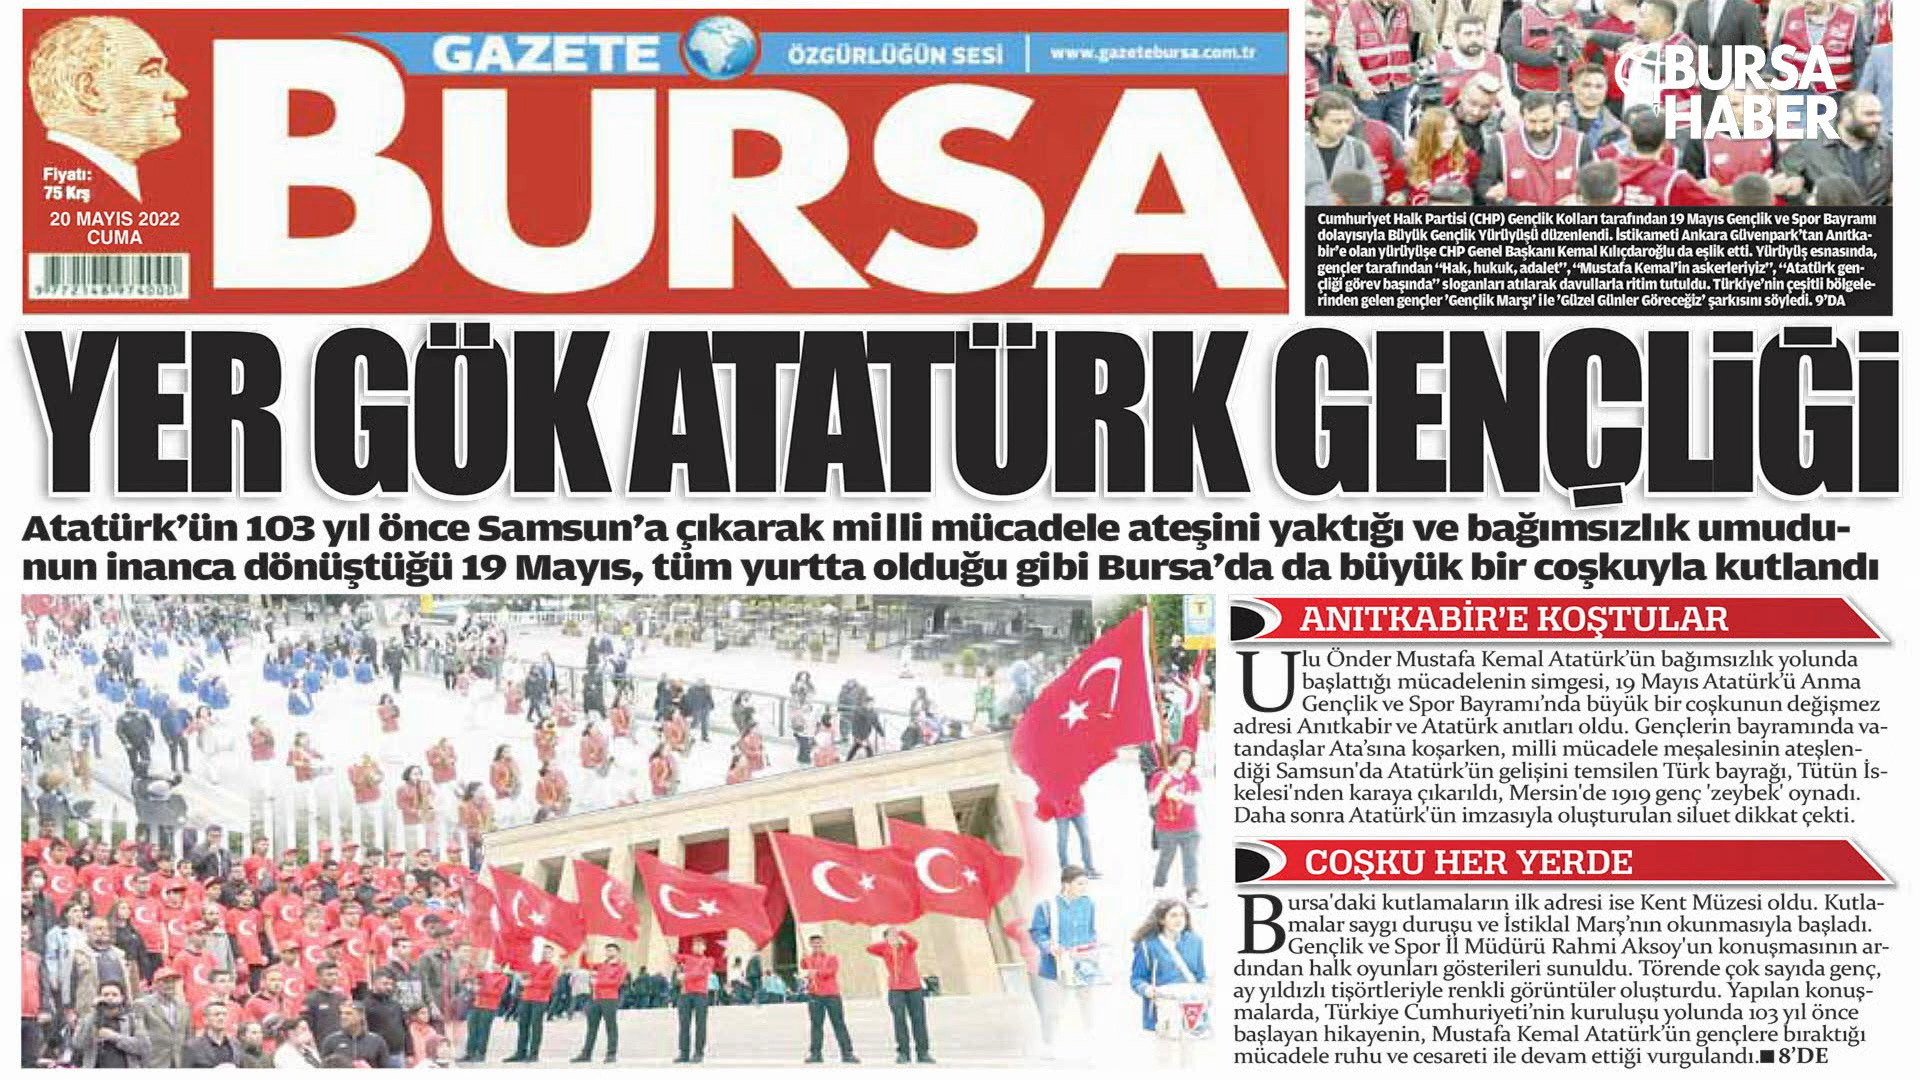 GAZETE
ÖZGÜRLÜĞÜN SESİ
www.gazetebursa.com.tr
BURSA
Fiyatı:
75 Krş
20 MAYIS 2022
CUMA
BURSA
HABER
Cumhuriyet Halk Partisi (CHP) Gençlik Kolları tarafından 19 Mayıs Gençlik ve Spor Bayramı
dolayısıyla Büyük Gençlik Yürüyüşü düzenlendi. İstikameti Ankara Güvenpark’tan Anıtka-
bir’e olan yürüyüşe CHP Genel Başkanı Kemal Kılıçdaroğlu da eşlik etti. Yürüyüş esnasında,
gençler tarafından “Hak, hukuk, adalet”, “Mustafa Kemal’in askerleriyiz”, “Atatürk gen-
çliği görev başında” sloganları atılarak davullarla ritim tutuldu. Türkiye’nin çeşitli bölgele-
rinden gelen gençler ’Gençlik Marşı’ ile ’Güzel Günler Göreceğiz’ şarkısını söyledi. 9’DA
YER GÖK ATATÜRK GENÇLİĞİ
Atatürk’ün 103 yıl önce Samsun’a çıkarak milli mücadele ateşini yaktığı ve bağımsızlık umudu-
nun inanca dönüştüğü 19 Mayıs, tüm yurtta olduğu gibi Bursa’da da büyük bir coşkuyla kutlandı
ANITKABİR’E KOŞTULAR
Ulu Önder Mustafa Kemal Atatürk’ün bağımsızlık yolunda
başlattığı mücadelenin simgesi, 19 Mayıs Atatürk’ü Anma
Gençlik ve Spor Bayramı’nda büyük bir coşkunun değişmez
adresi Anıtkabir ve Atatürk anıtları oldu. Gençlerin bayramında va-
tandaşlar Ata’sına koşarken, milli mücadele meşalesinin ateşlen-
diği Samsun'da Atatürk’ün gelişini temsilen Türk bayrağı, Tütün İs-
kelesi'nden karaya çıkarıldı, Mersin'de 1919 genç 'zeybek' oynadı.
Daha sonra Atatürk'ün imzasıyla oluşturulan siluet dikkat çekti.
COŞKU HER YERDE
Bursa'daki kutlamaların ilk adresi ise Kent Müzesi oldu. Kutla-
malar saygı duruşu ve İstiklal Marş’nın okunmasıyla başladı.
Gençlik ve Spor İl Müdürü Rahmi Aksoy'un konuşmasının ar-
dından halk oyunları gösterileri sunuldu. Törende çok sayıda genç,
ay yıldızlı tişörtleriyle renkli görüntüler oluşturdu. Yapılan konuş-
malarda, Türkiye Cumhuriyeti’nin kuruluşu yolunda 103 yıl önce
başlayan hikayenin, Mustafa Kemal Atatürk’ün gençlere bıraktığı
mücadele ruhu ve cesareti ile devam ettiği vurgulandı.■ 8’DE